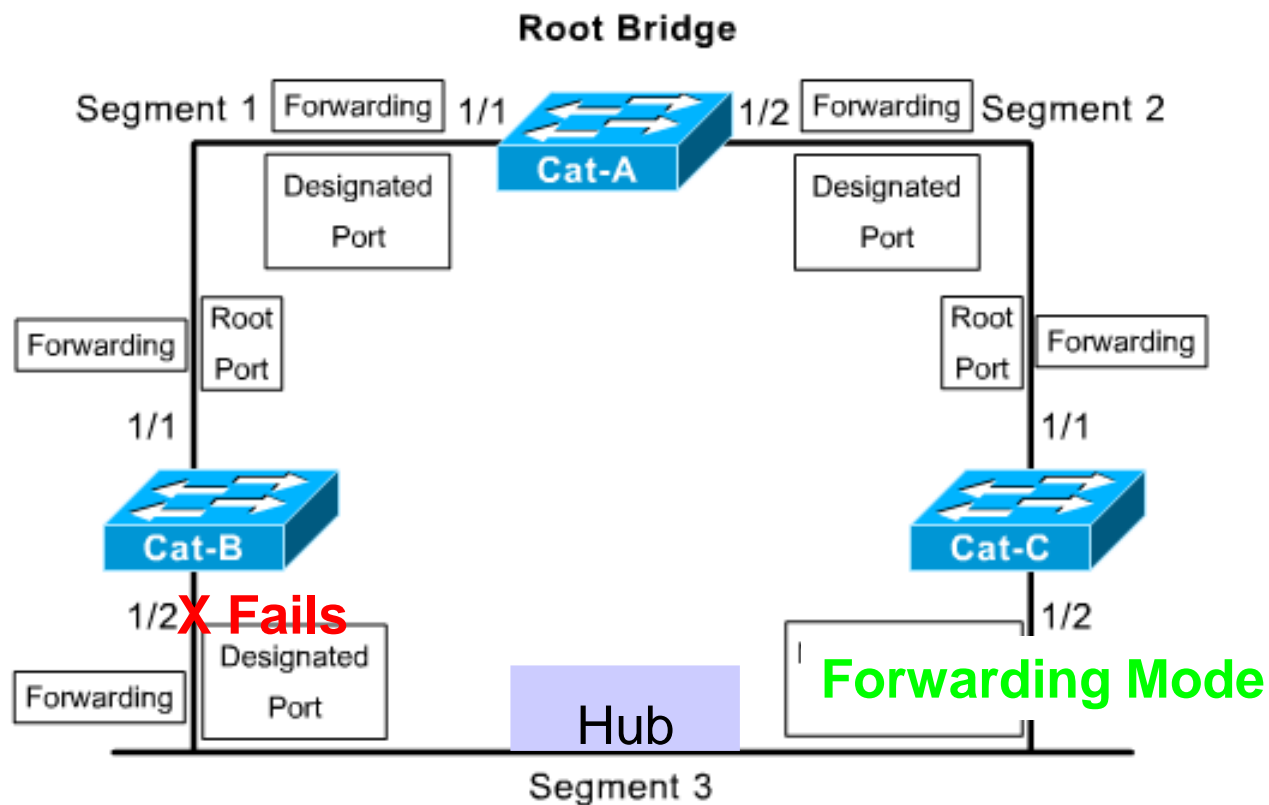 Root Bridge
Segment 1 Forwarding 1/1 1/2 Forwarding Segment 2
Cat-A
Designated Port
Designated Port
Forwarding Root Port
Root Port Forwarding
1/1
1/1
Cat-B
Cat-C
1/2 X Fails
1/2
Designated Port
Forwarding
Forwarding Mode
Hub
Segment 3